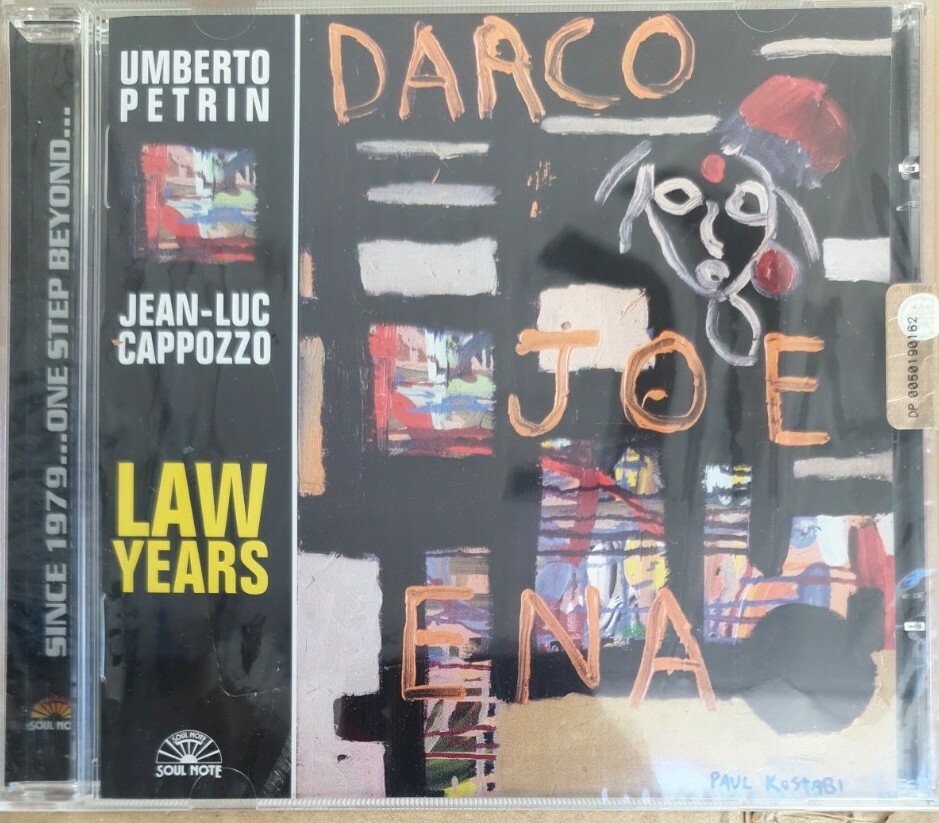 SINCE 1979...ONE STEP BEYOND...
UMBERTO
PETRIN
JEAN-LUC
CAPPOZZO
LAW
YEARS
SOUL NOTE
SOUL NOTE
DARCO
JOE
ENA
PAUL KOSTABI
DP 0050190162